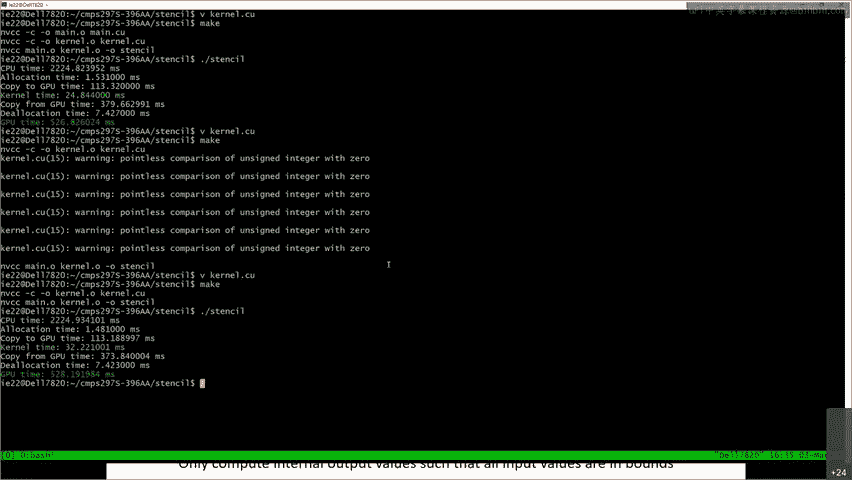 ie22@Dell7820: ~
ie22@Dell7820:~/cmps297S-396AA/stencil$ v kernel.cu
ie22@Dell7820:~/cmps297S-396AA/stencil$ make
nvcc -c -o main.o main.cu
nvcc -c -o kernel.o kernel.cu
nvcc main.o kernel.o -o stencil
ie22@Dell7820:~/cmps297S-396AA/stencil$ ./stencil
CPU time: 2224.823952 ms
Allocation time: 1.531000 ms
Copy to GPU time: 113.320000 ms
Kernel time: 24.844000 ms
Copy from GPU time: 379.662991 ms
Deallocation time: 7.427000 ms
GPU time: 526.826024 ms
ie22@Dell7820:~/cmps297S-396AA/stencil$ v kernel.cu
ie22@Dell7820:~/cmps297S-396AA/stencil$ make
nvcc -c -o kernel.o kernel.cu
kernel.cu(15): warning: pointless comparison of unsigned integer with zero
kernel.cu(15): warning: pointless comparison of unsigned integer with zero
kernel.cu(15): warning: pointless comparison of unsigned integer with zero
kernel.cu(15): warning: pointless comparison of unsigned integer with zero
kernel.cu(15): warning: pointless comparison of unsigned integer with zero
kernel.cu(15): warning: pointless comparison of unsigned integer with zero
nvcc main.o kernel.o -o stencil
ie22@Dell7820:~/cmps297S-396AA/stencil$ v kernel.cu
ie22@Dell7820:~/cmps297S-396AA/stencil$ make
nvcc -c -o kernel.o kernel.cu
nvcc main.o kernel.o -o stencil
ie22@Dell7820:~/cmps297S-396AA/stencil$ ./stencil
CPU time: 2224.934101 ms
Allocation time: 1.481000 ms
Copy to GPU time: 113.188997 ms
Kernel time: 32.221001 ms
Copy from GPU time: 373.840004 ms
Deallocation time: 7.423000 ms
GPU time: 528.191984 ms
ie22@Dell7820:~/cmps297S-396AA/stencil$
[0] 0:bash*
Only compute internal output values such that all input values are in bounds
+24